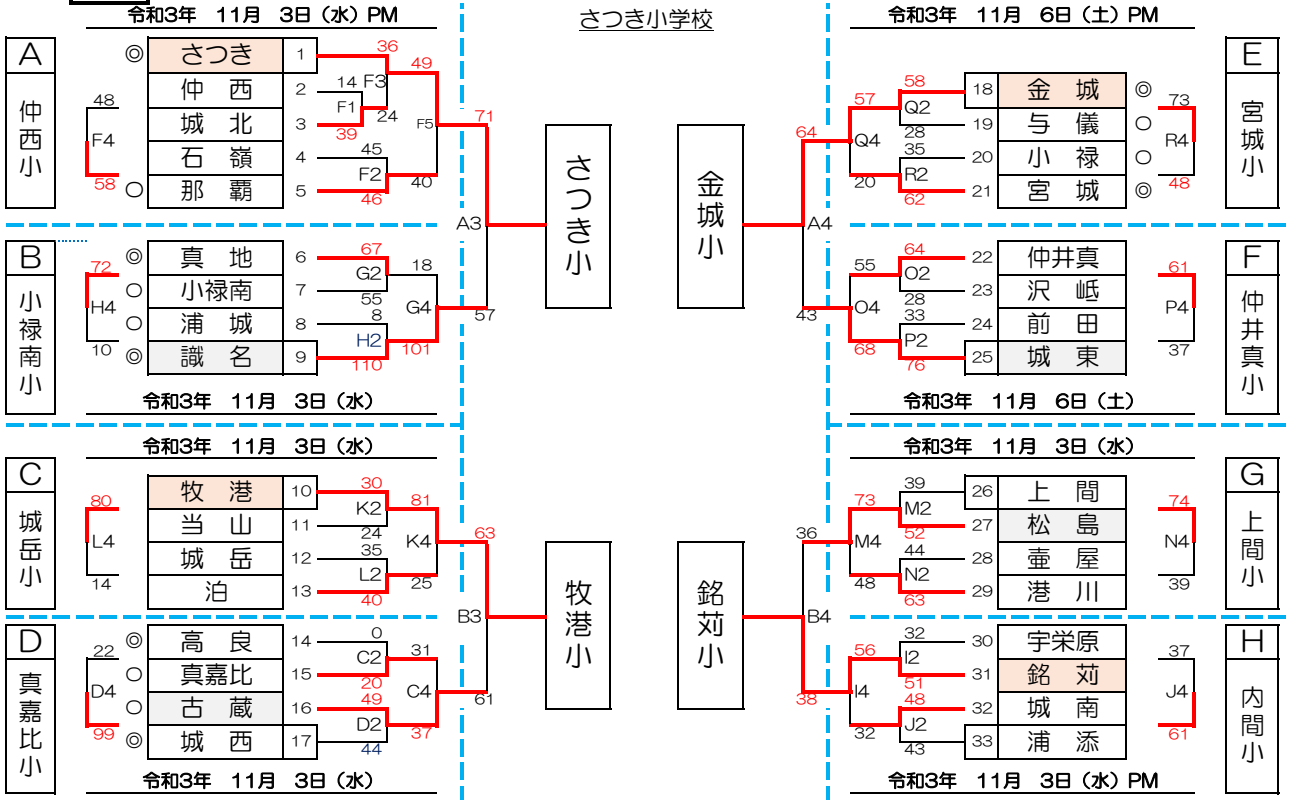 令和3年 11月 3日（水）PM
さつき小学校
令和3年 11月 6日（土）PM
A
仲西小
◎ さつき 1
仲 西 2
城 北 3
石 嶺 4
○ 那 覇 5
48
F4
58
36
14 F3
F1
24
39
45
F2
46
49
F5
40
71
A3
57
B
小禄南小
◎ 真 地 6
○ 小禄南 7
○ 浦 城 8
◎ 識 名 9
72
H4
10
67
G2
55
8
H2
110
18
G4
101
令和3年 11月 3日（水）
さつき小
金城小
E
宮城小
18 金 城 ◎
19 与 儀 ○
20 小 禄 ○
21 宮 城 ◎
73
R4
48
58
Q2
28
35
R2
62
57
Q4
20
64
A4
43
F
仲井真小
22 仲井真
23 沢 岻
24 前 田
25 城 東
61
P4
37
64
O2
28
33
P2
76
55
O4
68
令和3年 11月 6日（土）
令和3年 11月 3日（水）
C
城岳小
牧 港 10
当 山 11
城 岳 12
泊 13
80
L4
14
30
K2
24
35
L2
40
81
K4
25
63
B3
61
D
真嘉比小
◎ 高 良 14
○ 真嘉比 15
○ 古 蔵 16
◎ 城 西 17
22
D4
99
0
C2
20
49
D2
44
31
C4
37
令和3年 11月 3日（水）
牧港小
銘苅小
令和3年 11月 3日（水）
G
上間小
26 上 間
27 松 島
28 壷 屋
29 港 川
74
N4
39
39
M2
52
44
N2
63
73
M4
48
36
B4
38
H
内間小
30 宇栄原
31 銘 苅
32 城 南
33 浦 添
37
J4
61
32
I2
51
48
J2
43
56
I4
32
令和3年 11月 3日（水）PM